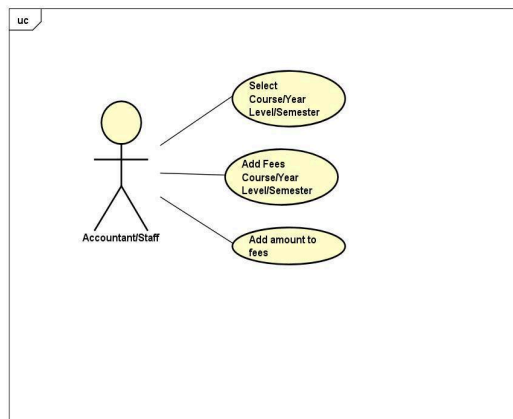 uc
Select
Course/Year
Level/Semester
Add Fees
Course/Year
Level/Semester
Accountant/Staff
Add amount to
fees